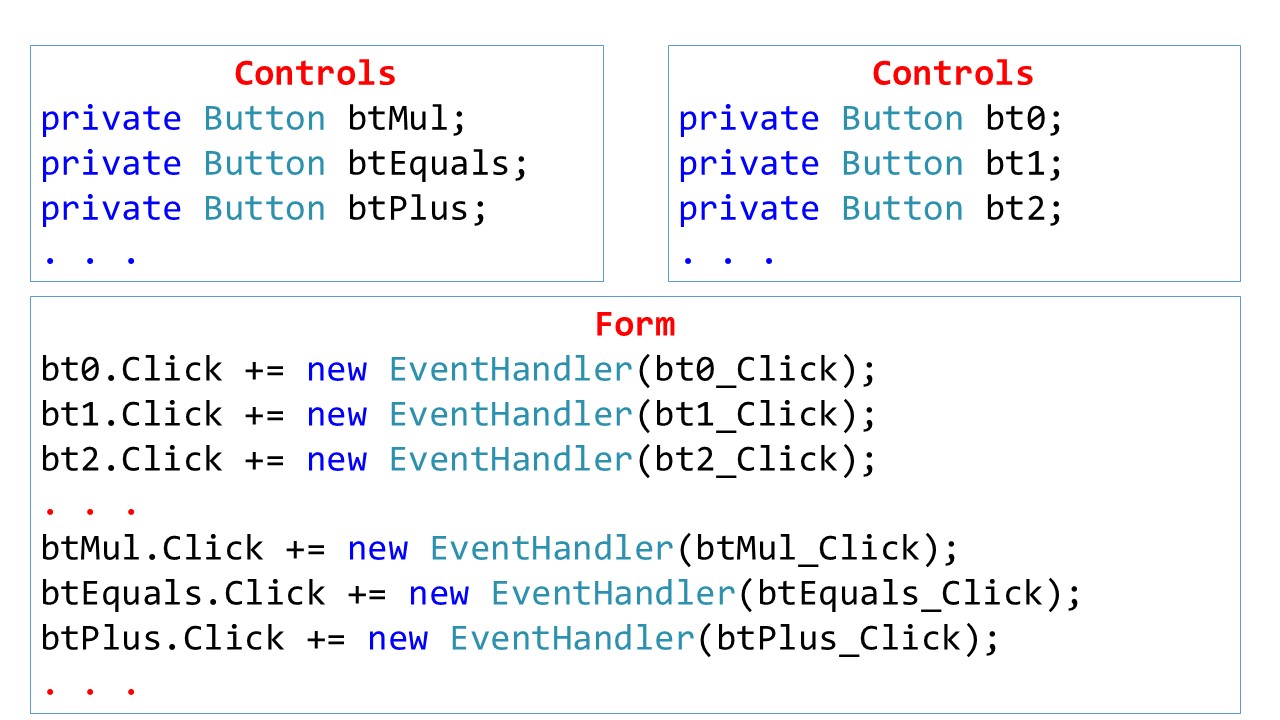 Controls
private Button btMul;
private Button btEquals;
private Button btPlus;
. . .
Controls
private Button bt0;
private Button bt1;
private Button bt2;
. . .
Form
bt0.Click += new EventHandler(bt0_Click);
bt1.Click += new EventHandler(bt1_Click);
bt2.Click += new EventHandler(bt2_Click);
. . .
btMul.Click += new EventHandler(btMul_Click);
btEquals.Click += new EventHandler(btEquals_Click);
btPlus.Click += new EventHandler(btPlus_Click);
. . .